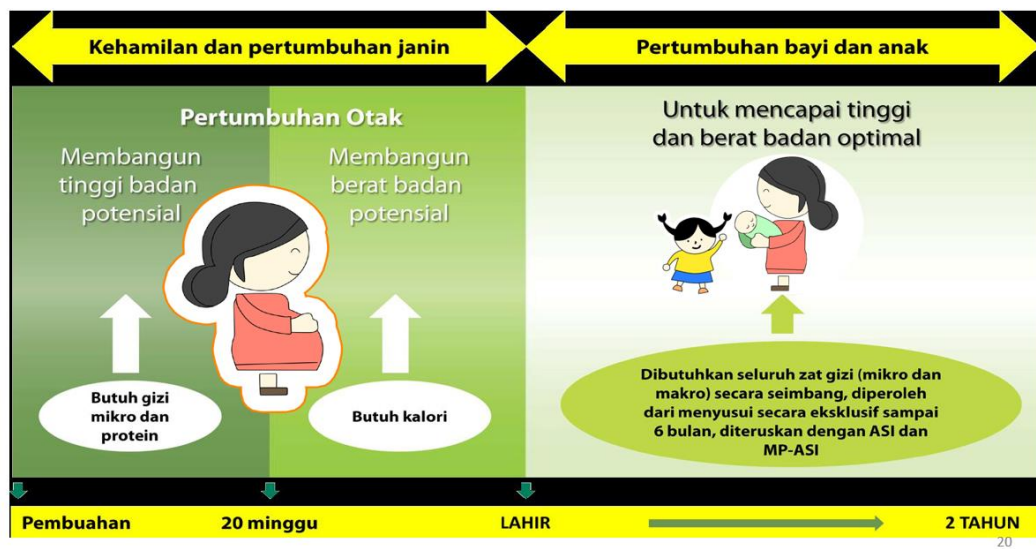 Kehamilan dan pertumbuhan janin
Pertumbuhan bayi dan anak
Pertumbuhan Otak
Membangun
tinggi badan
potensial
Membangun
berat badan
potensial
Untuk mencapai tinggi
dan berat badan optimal
Butuh gizi
mikro dan
protein
Butuh kalori
Dibutuhkan seluruh zat gizi (mikro dan
makro) secara seimbang, diperoleh
dari menyusui secara eksklusif sampai
6 bulan, diteruskan dengan ASI dan
MP-ASI
Pembuahan
20 minggu
LAHIR
2 TAHUN
20